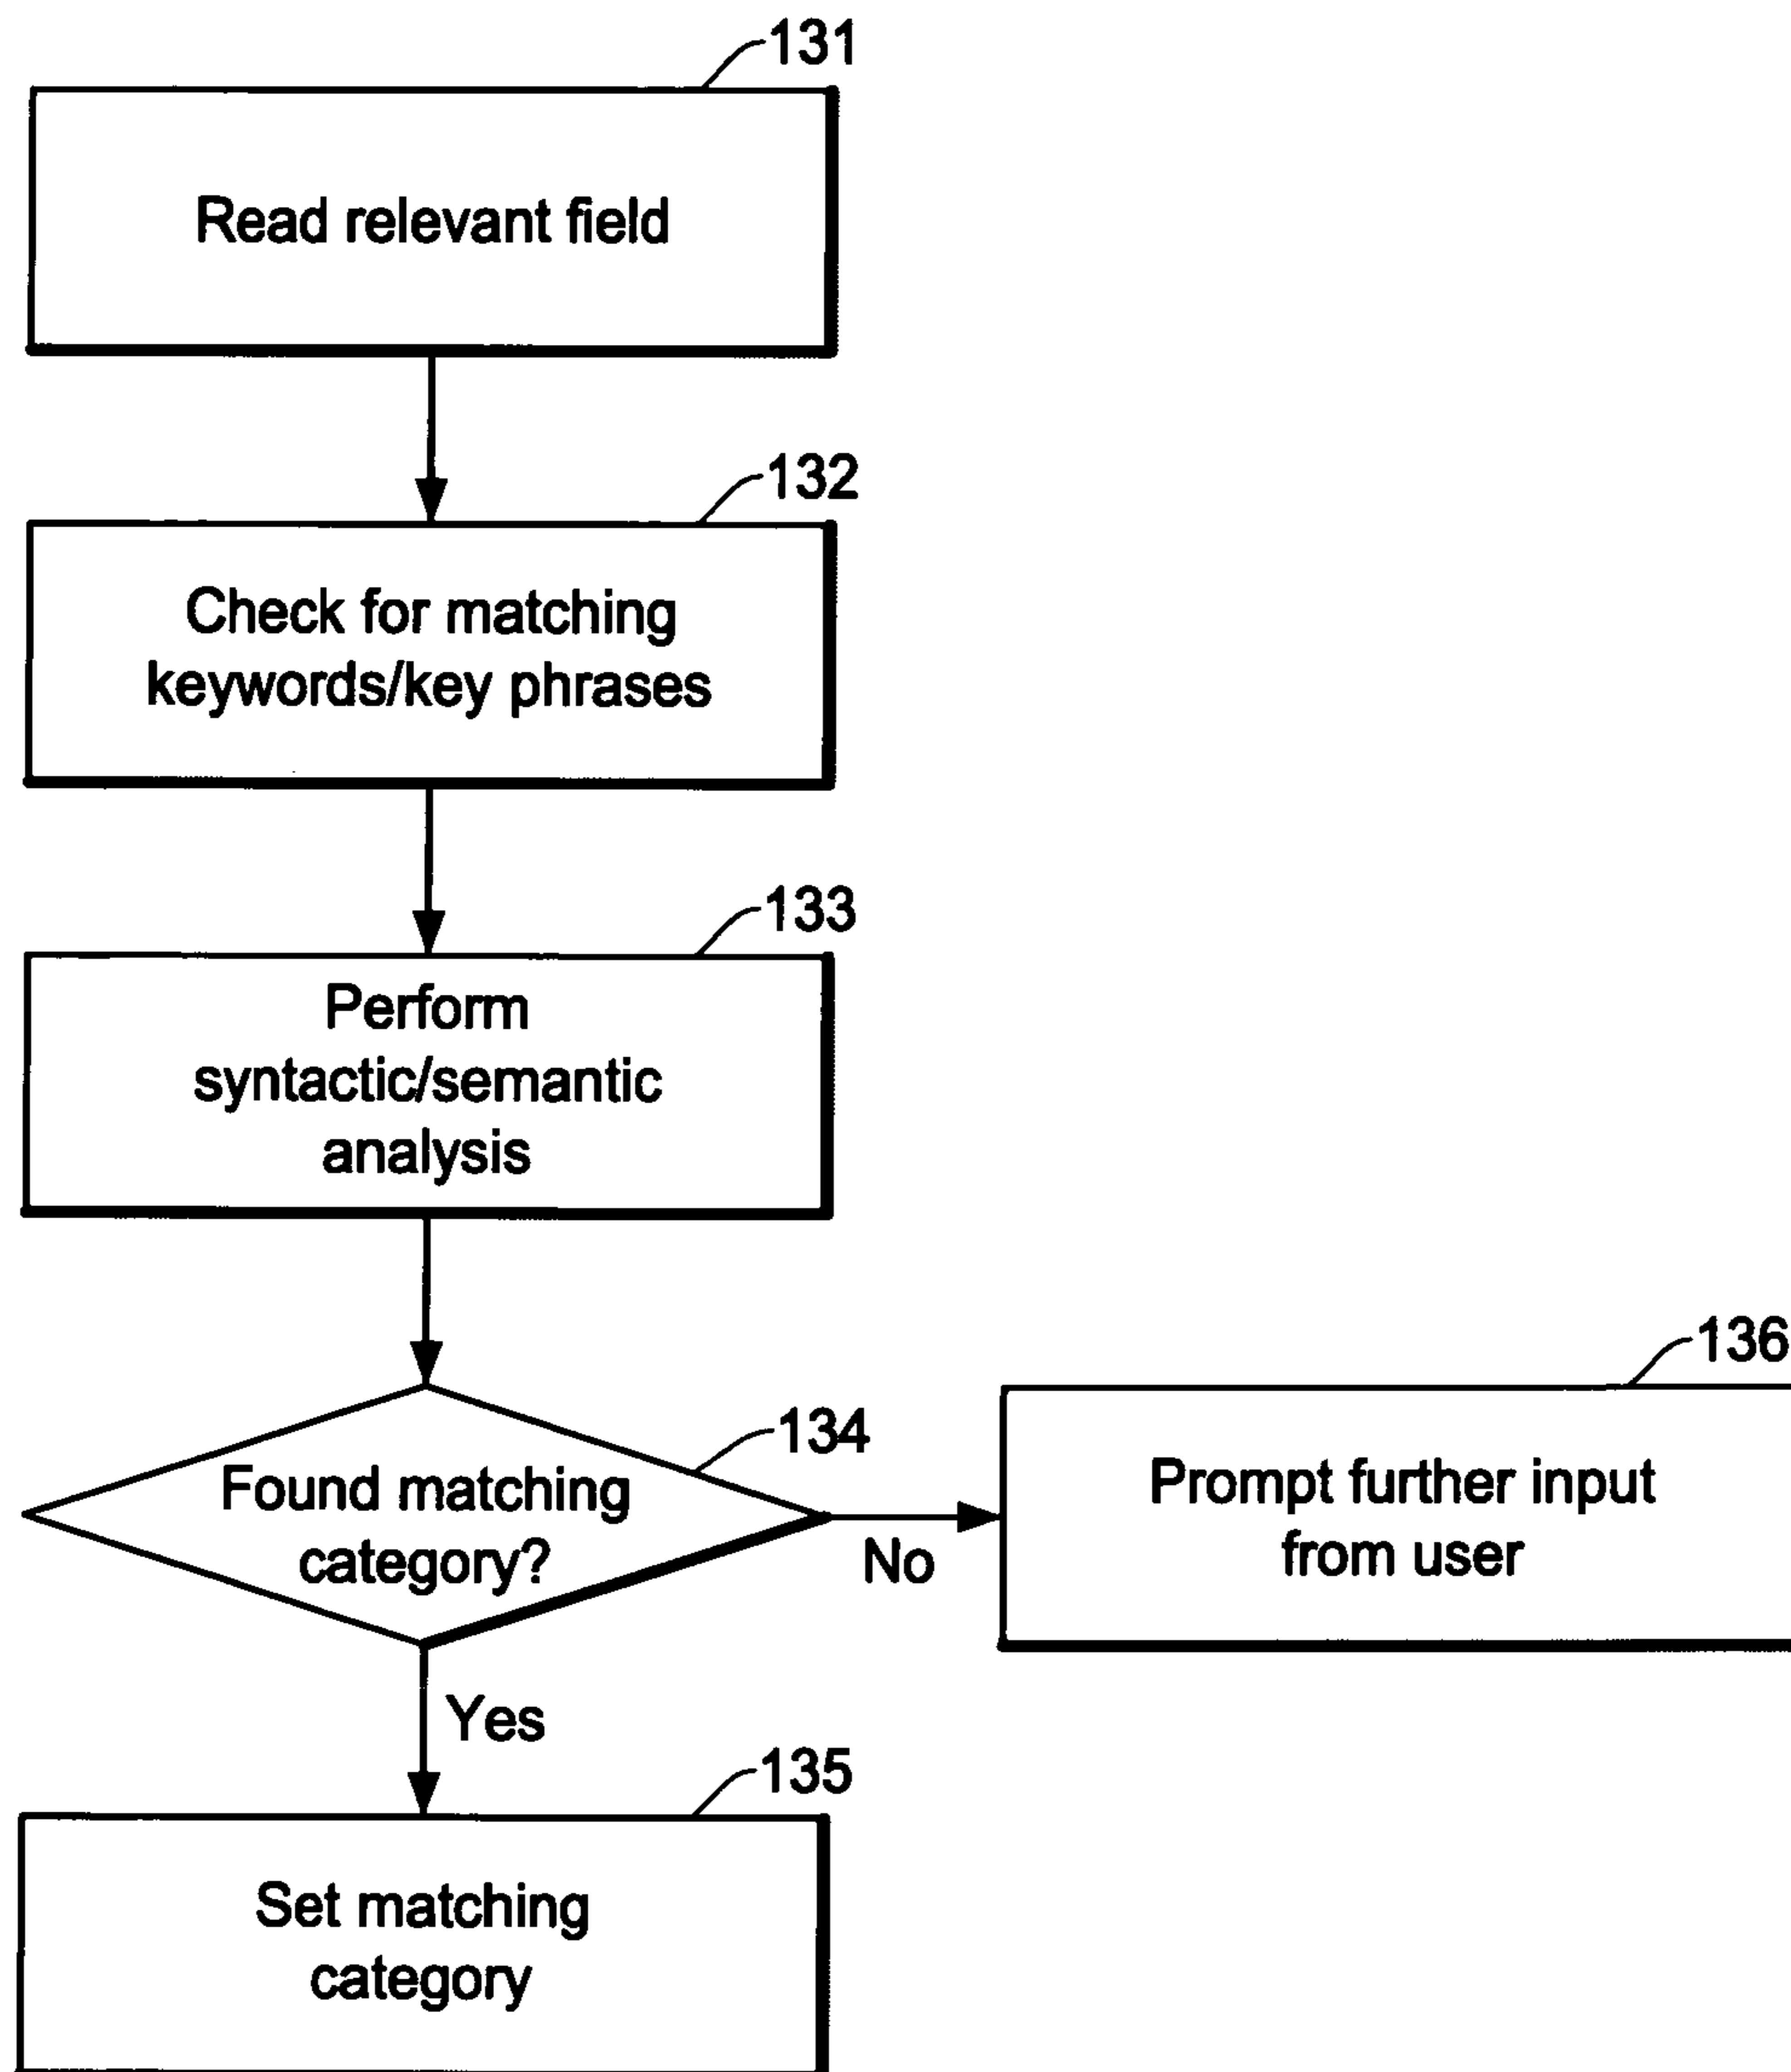 131
Read relevant field
132
Check for matching
keywords/key phrases
133
Perform
syntactic/semantic
analysis
134
Found matching
category?
No
136
Prompt further input
from user
Yes
135
Set matching
category